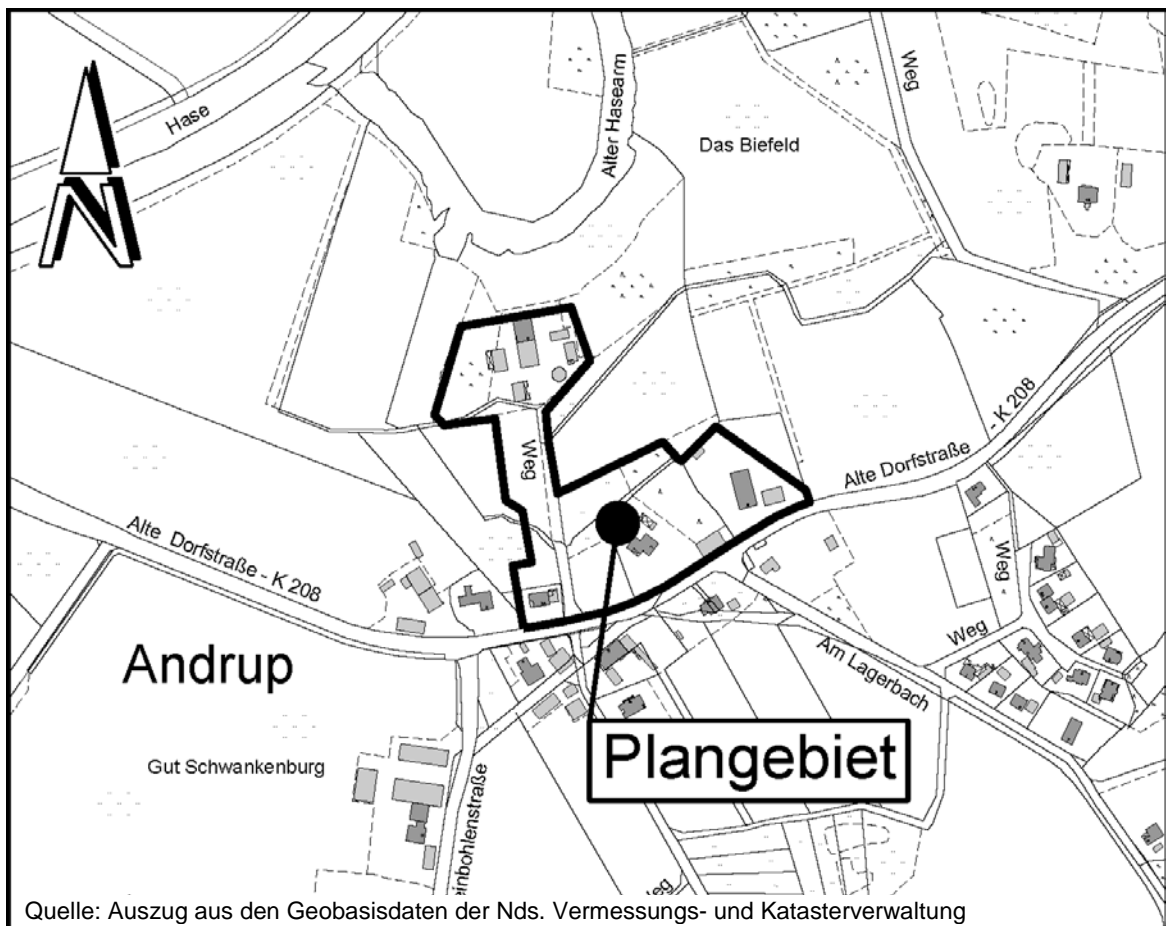 Hase
Alter Hasearm
Weg
Das Biefeld
N
Weg
Alte Dorfstraße - K 208
Alte Dorfstraße - K 208
Weg
Weg
Andrup
Am Lagerbach
Plangebiet
Gut Schwankenburg
einbohlenstraße
Quelle: Auszug aus den Geobasisdaten der Nds. Vermessungs- und Katasterverwaltung